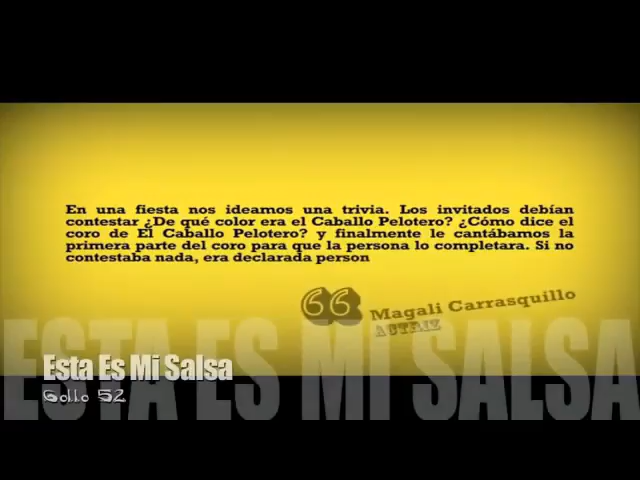 En una fiesta nos ideamos una trivia. Los invitados debían
contestar ¿De qué color era el Caballo Pelotero? ¿Cómo dice el
coro de El Caballo Pelotero? y finalmente le cantábamos la
primera parte del coro para que la persona lo completara. Si no
contestaba nada, era declarada person
66
Magali Carrasquillo
ACTRIZ
ESTA ES MI SALSA
Esta Es Mi Salsa
Gollo 52